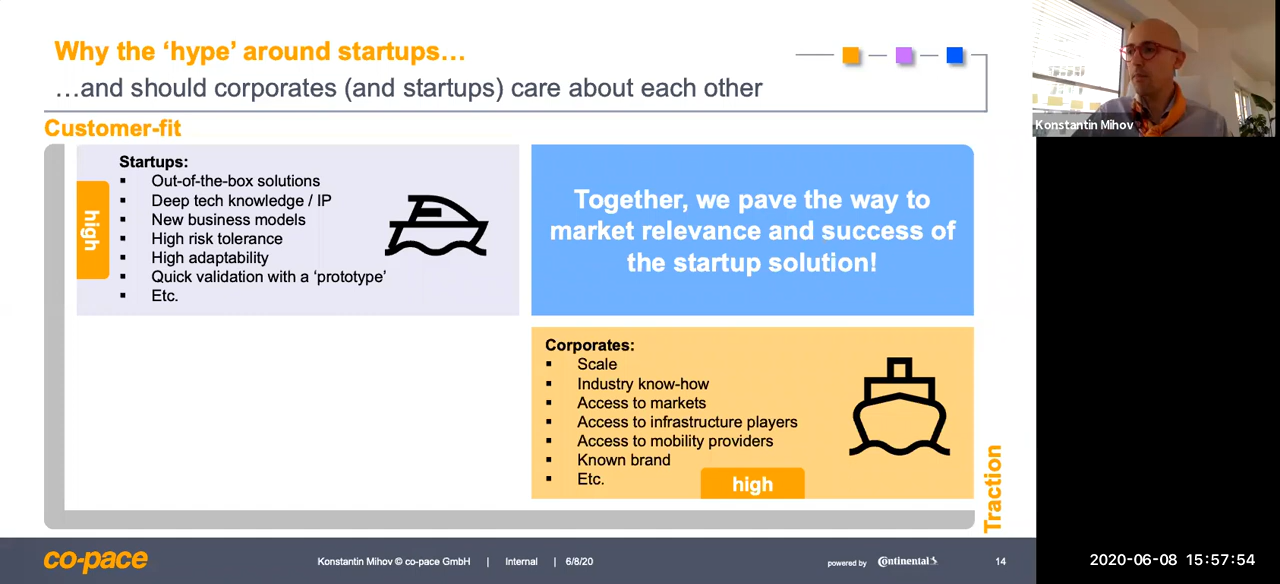 Why the ‘hype’ around startups…
…and should corporates (and startups) care about each other
Konstantin Mihov
Customer-fit
high
Startups:
▪ Out-of-the-box solutions
▪ Deep tech knowledge / IP
▪ New business models
▪ High risk tolerance
▪ High adaptability
▪ Quick validation with a ‘prototype’
▪ Etc.
Together, we pave the way to
market relevance and success of
the startup solution!
Corporates:
▪ Scale
▪ Industry know-how
▪ Access to markets
▪ Access to infrastructure players
▪ Access to mobility providers
▪ Known brand
▪ Etc.
high
Traction
co-pace
Konstantin Mihov © co-pace GmbH | Internal | 6/8/20
powered by Continental
14
2020-06-08 15:57:54